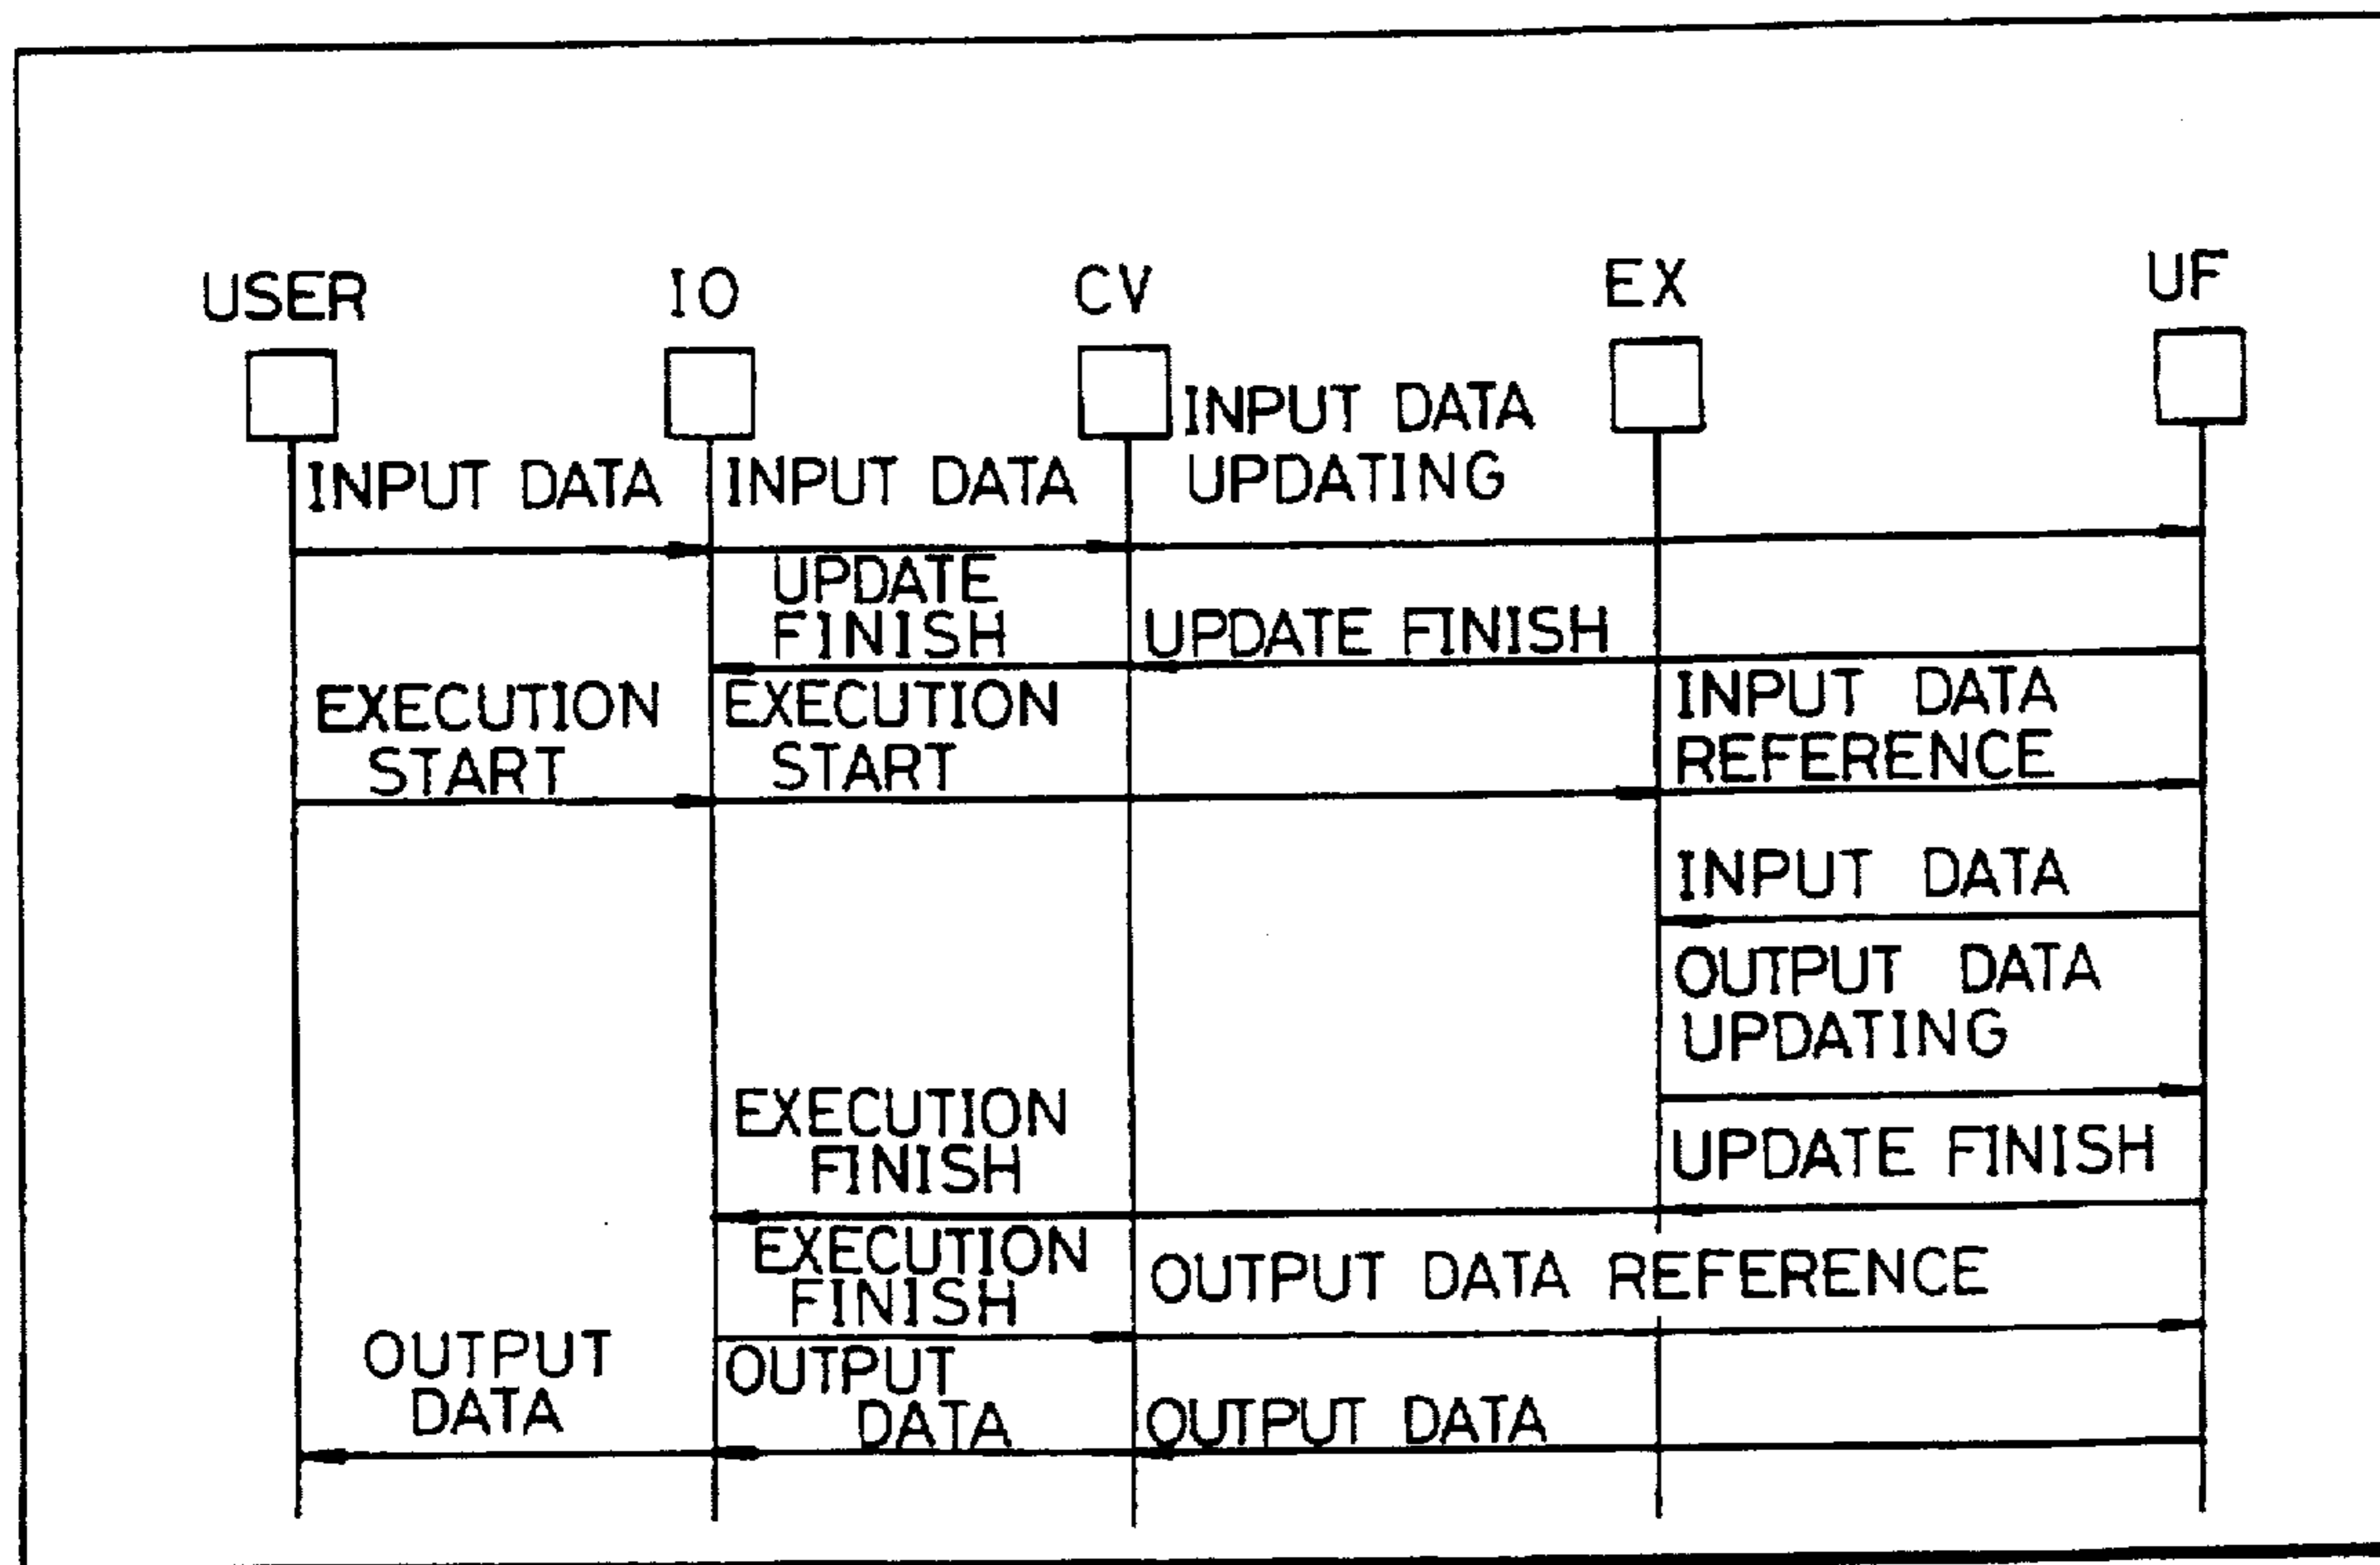 USER
IO
CV
EX
UF
INPUT DATA
INPUT DATA
INPUT DATA
UPDATING
UPDATE
FINISH
UPDATE FINISH
EXECUTION
START
EXECUTION
START
INPUT DATA
REFERENCE
INPUT DATA
OUTPUT DATA
UPDATING
EXECUTION
FINISH
UPDATE FINISH
EXECUTION
FINISH
OUTPUT DATA REFERENCE
OUTPUT
DATA
OUTPUT
DATA
OUTPUT DATA